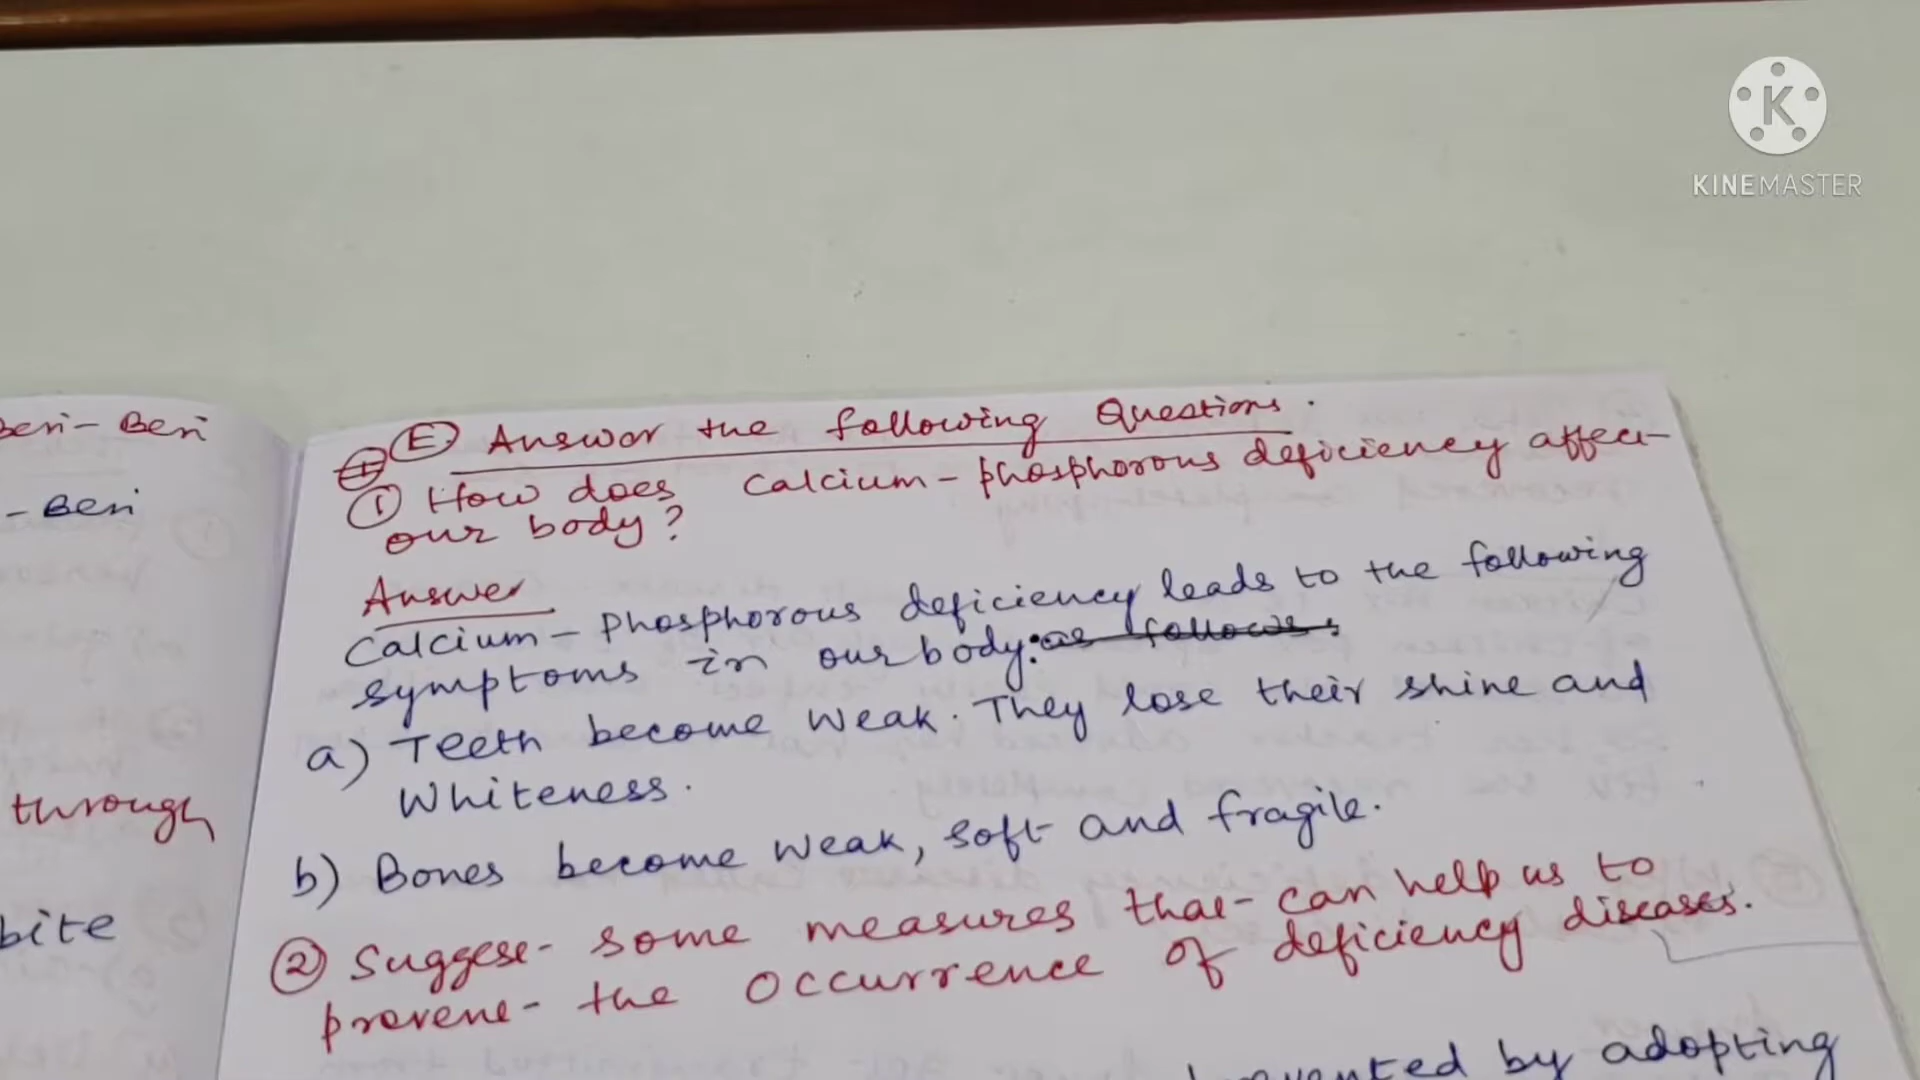 KINEMASTER
Beri-Beri
-Beri
through
bite
E Answer the following Questions.
① How does Calcium-phosphorous deficiency affect
our body?
Answer
Calcium-Phosphorous deficiency leads to the following
symptoms in our body: as follows:
a) Teeth become weak. They lose their shine and
Whiteness.
b) Bones become weak, soft and fragile.
② Suggest some measures that can help us to
prevent the occurrence of deficiency diseases.
prevented by adopting